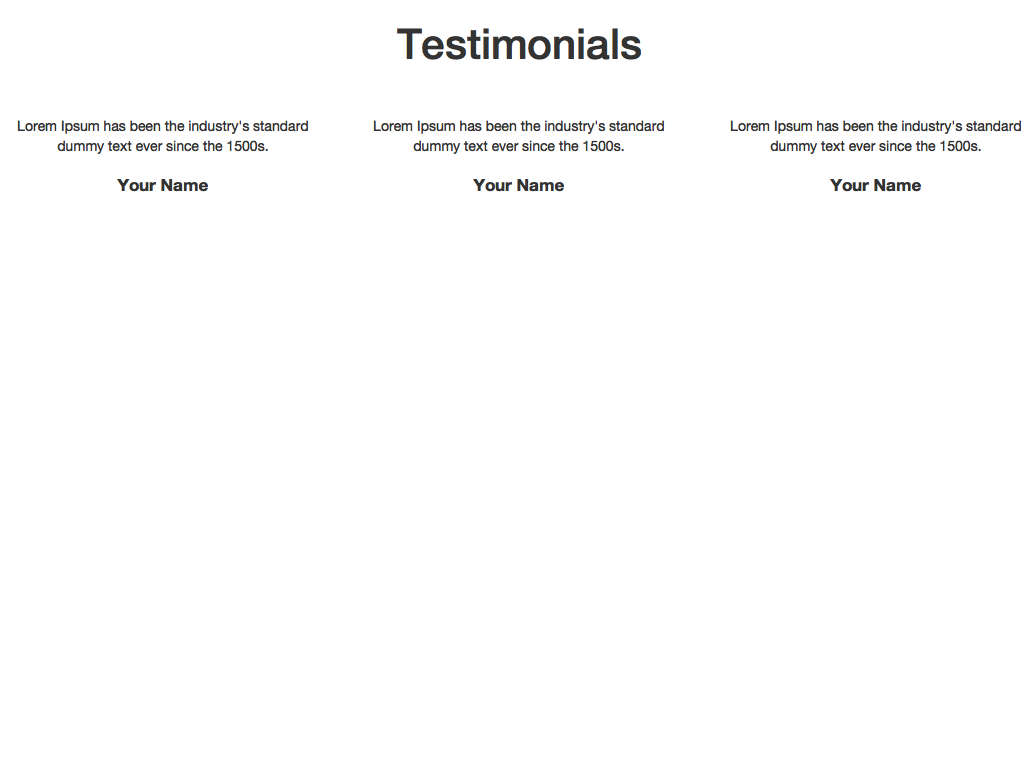 Testimonials
Lorem Ipsum has been the industry's standard
dummy text ever since the 1500s.
Your Name
Lorem Ipsum has been the industry's standard
dummy text ever since the 1500s.
Your Name
Lorem Ipsum has been the industry's standard
dummy text ever since the 1500s.
Your Name